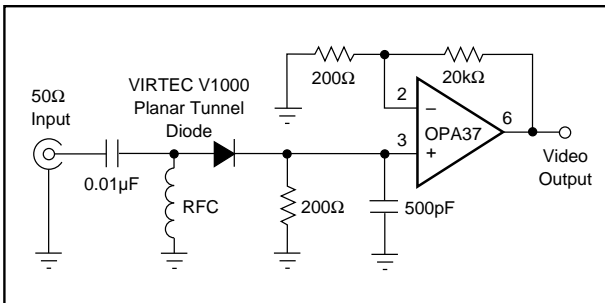 50Ω
Input
0.01µF
VIRTEC V1000
Planar Tunnel
Diode
RFC
200Ω
500pF
200Ω
20kΩ
2
–
3
+
OPA37
6
Video
Output